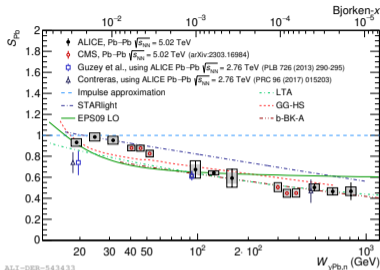 Bjorken-x
10⁻² 10⁻³ 10⁻⁴ 10⁻⁵
S_Pb
2
1.8
1.6
1.4
1.2
1
0.8
0.6
0.4
0.2
0
ALICE, Pb-Pb √s_NN = 5.02 TeV
CMS, Pb-Pb √s_NN = 5.02 TeV (arXiv:2303.16984)
Guzey et al., using ALICE Pb-Pb √s_NN = 2.76 TeV (PLB 726 (2013) 290-295)
Contreras, using ALICE Pb-Pb √s_NN = 2.76 TeV (PRC 96 (2017) 015203)
Impulse approximation
STARlight
EPS09 LO
LTA
GG-HS
b-BK-A
20 30 40 50 10² 2·10² 10³
W_γPb,n (GeV)
ALI-DER-543433